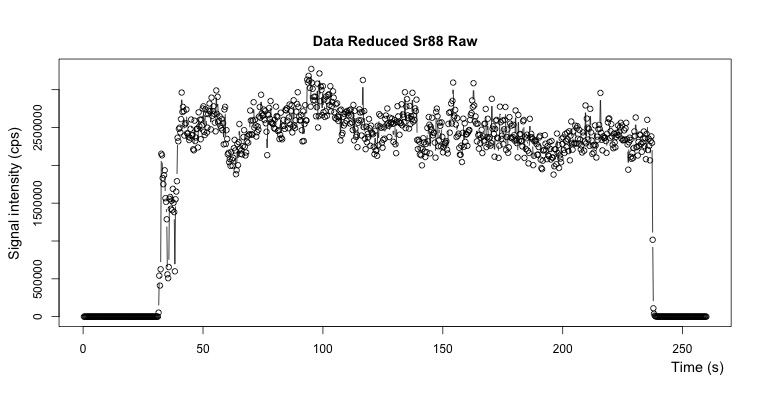 Data Reduced Sr88 Raw
Signal intensity (cps)
2500000
1500000
500000
0
0 50 100 150 200 250
Time (s)